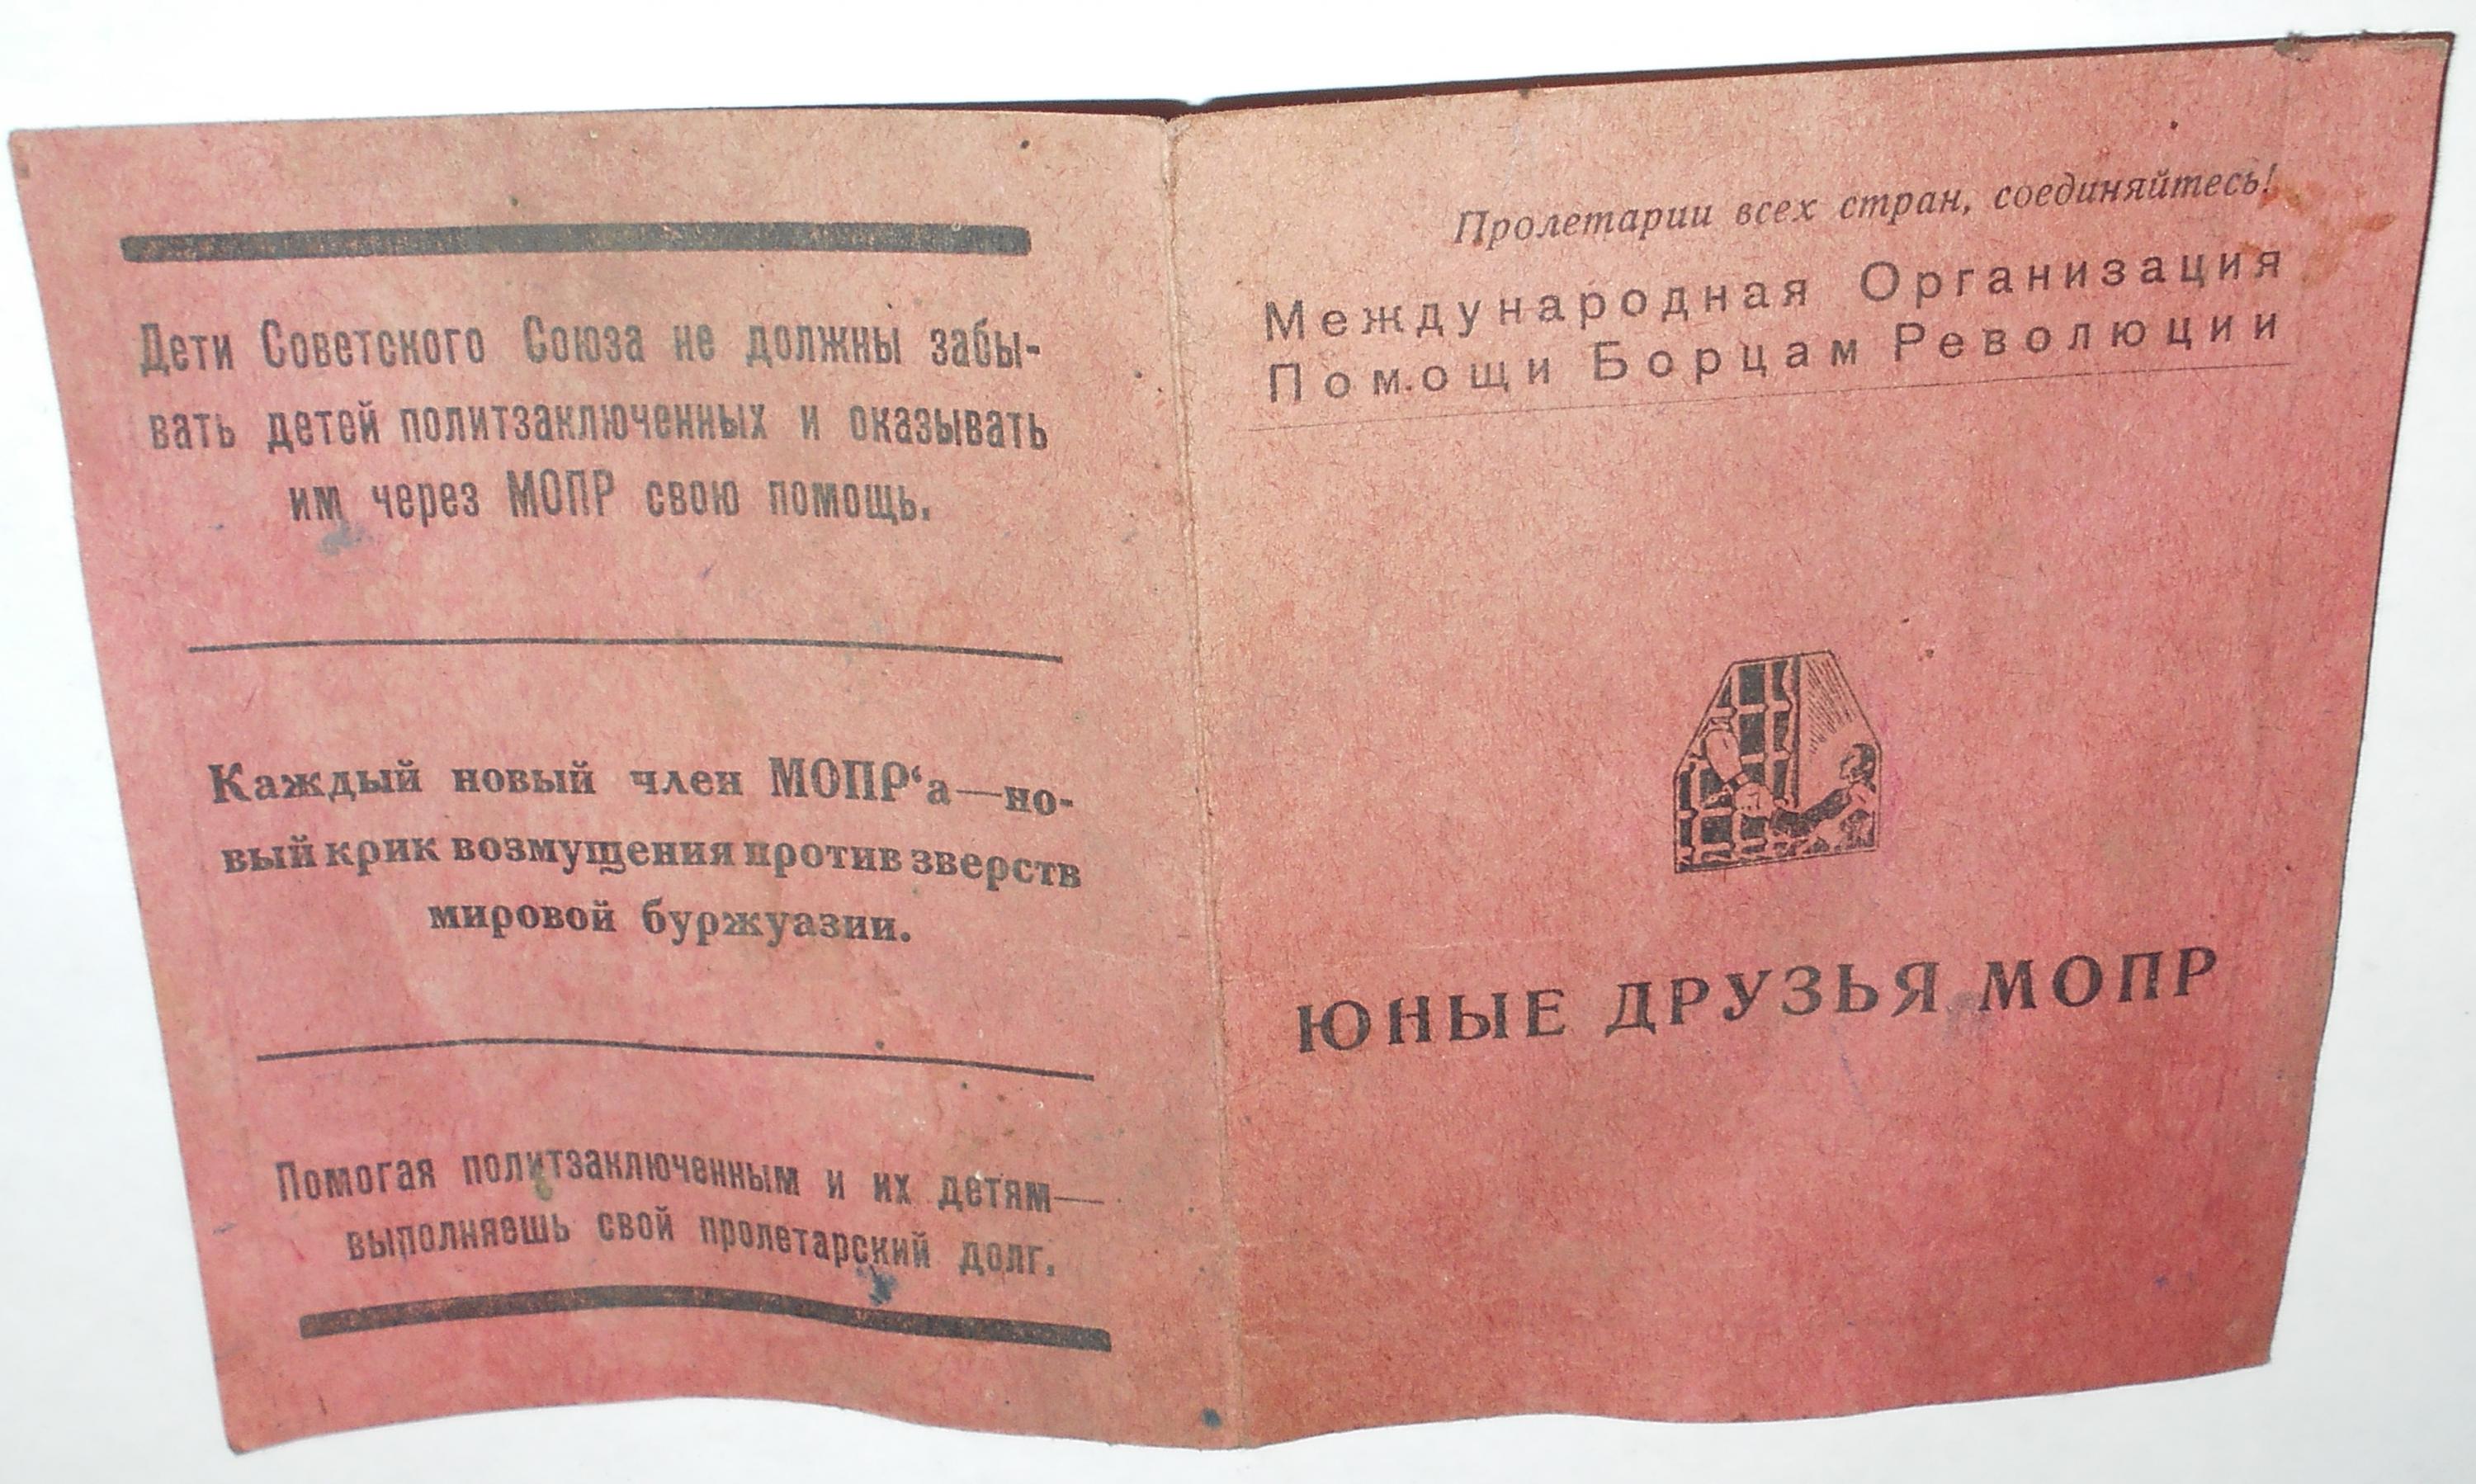 Дети Советского Союза не должны забы-
вать детей политзаключенных и оказывать
им через МОПР свою помощь.
Каждый новый член МОПР‘а—но-
вый крик возмущения против зверств
мировой буржуазии.
Помогая политзаключенным и их детям—
выполняешь свой пролетарский долг.
Пролетарии всех стран, соединяйтесь!
Международная Организация
Помощи Борцам Революции
ЮНЫЕ ДРУЗЬЯ МОПР